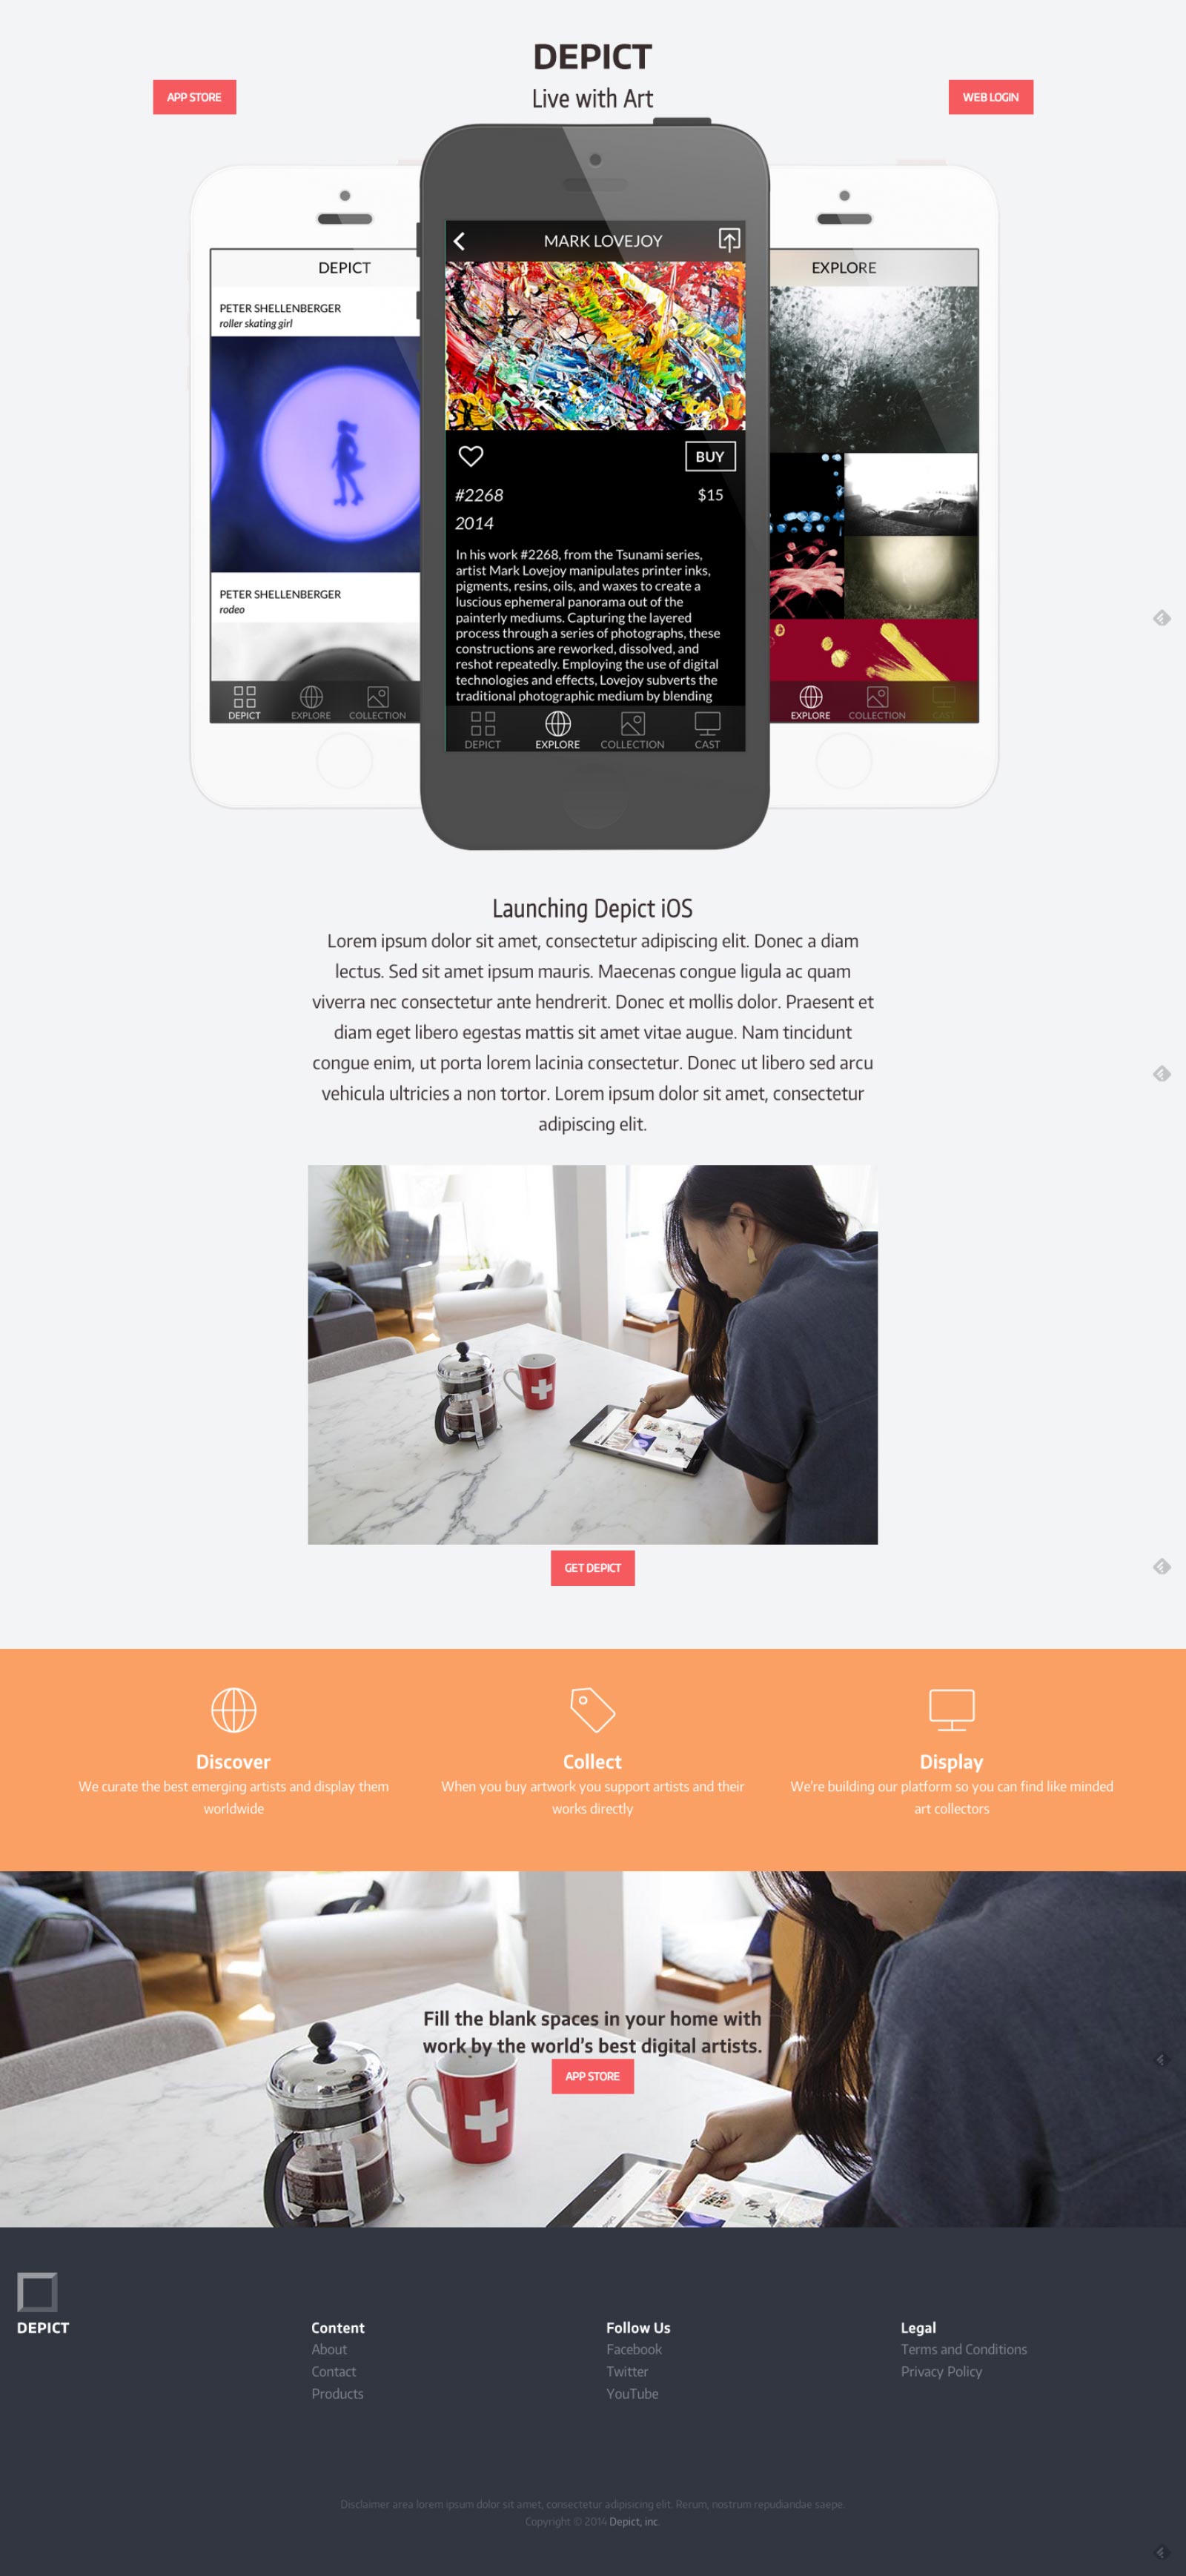 DEPICT
Live with Art
APP STORE
WEB LOGIN
DEPICT
PETER SHELLENBERGER
roller skating girl
PETER SHELLENBERGER
rodeo
DEPICT
EXPLORE
COLLECTION
MARK LOVEJOY
BUY
#2268
$15
2014
In his work #2268, from the Tsunami series,
artist Mark Lovejoy manipulates printer inks,
pigments, resins, oils, and waxes to create a
luscious ephemeral panorama out of the
painterly mediums. Capturing the layered
process through a series of photographs, these
constructions are reworked, dissolved, and
reshot repeatedly. Employing the use of digital
technologies and effects, Lovejoy subverts the
traditional photographic medium by blending
DEPICT
EXPLORE
COLLECTION
CAST
EXPLORE
EXPLORE
COLLECTION
CAST
Launching Depict iOS
Lorem ipsum dolor sit amet, consectetur adipiscing elit. Donec a diam
lectus. Sed sit amet ipsum mauris. Maecenas congue ligula ac quam
viverra nec consectetur ante hendrerit. Donec et mollis dolor. Praesent et
diam eget libero egestas mattis sit amet vitae augue. Nam tincidunt
congue enim, ut porta lorem lacinia consectetur. Donec ut libero sed arcu
vehicula ultricies a non tortor. Lorem ipsum dolor sit amet, consectetur
adipiscing elit.
GET DEPICT
Discover
We curate the best emerging artists and display them
worldwide
Collect
When you buy artwork you support artists and their
works directly
Display
We're building our platform so you can find like minded
art collectors
Fill the blank spaces in your home with
work by the world's best digital artists.
APP STORE
DEPICT
Content
About
Contact
Products
Follow Us
Facebook
Twitter
YouTube
Legal
Terms and Conditions
Privacy Policy
Disclaimer area lorem ipsum dolor sit amet, consectetur adipisicing elit. Rerum, nostrum repudiandae saepe.
Copyright © 2014 Depict, inc.